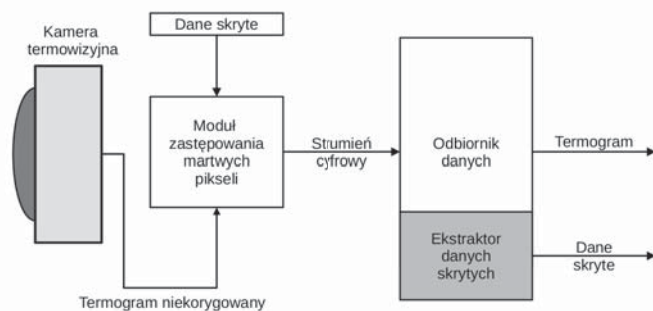 Kamera
termowizyjna
Dane skryte
Moduł
zastępowania
martwych
pikseli
Strumień
cyfrowy
Odbiornik
danych
Termogram
Ekstraktor
danych
skrytych
Dane
skryte
Termogram niekorygowany